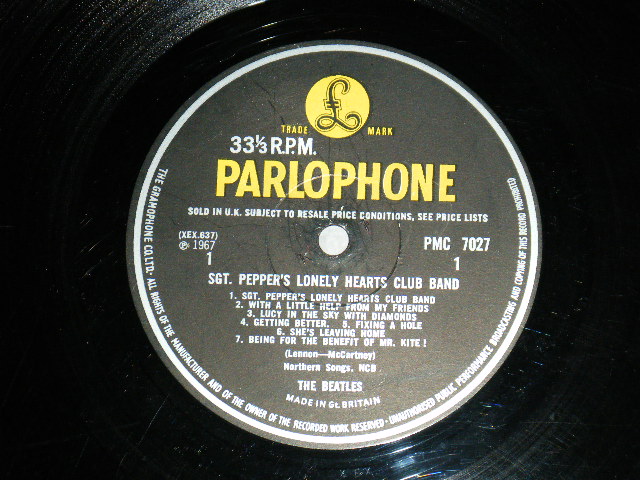 £
TRADE MARK
33⅓ R.P.M.
PARLOPHONE
SOLD IN U.K. SUBJECT TO RESALE PRICE CONDITIONS, SEE PRICE LISTS
(XEX.637)
Ⓟ 1967
1
PMC 7027
1
SGT. PEPPER'S LONELY HEARTS CLUB BAND
1. SGT. PEPPER'S LONELY HEARTS CLUB BAND
2. WITH A LITTLE HELP FROM MY FRIENDS
3. LUCY IN THE SKY WITH DIAMONDS
4. GETTING BETTER. 5. FIXING A HOLE
6. SHE'S LEAVING HOME
7. BEING FOR THE BENEFIT OF MR. KITE !
(Lennon—McCartney)
Northern Songs, NCB
THE BEATLES
MADE IN Gt. BRITAIN
THE GRAMOPHONE CO. LTD. · ALL RIGHTS OF THE MANUFACTURER AND OF THE OWNER OF THE RECORDED WORK RESERVED · UNAUTHORISED PUBLIC PERFORMANCE BROADCASTING AND COPYING OF THIS RECORD PROHIBITED